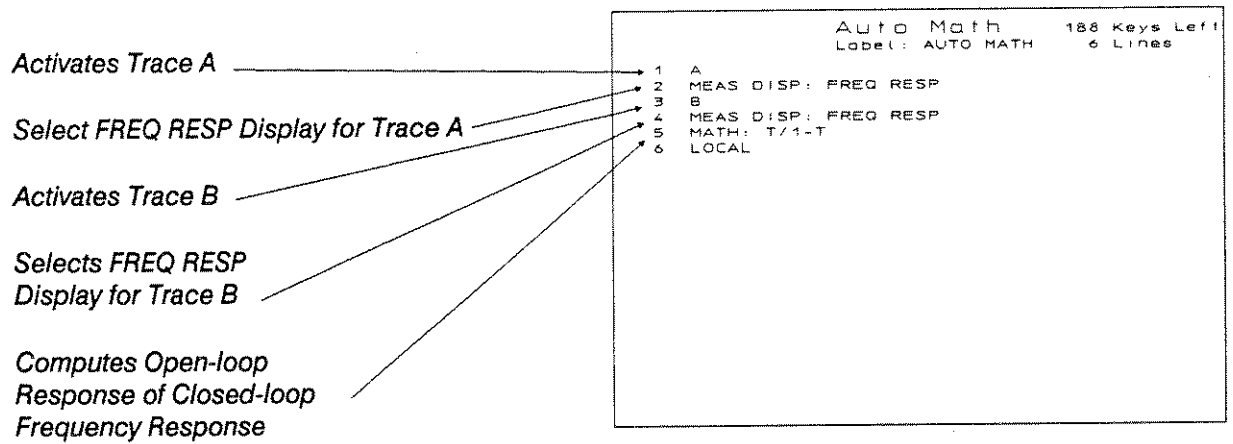 Activates Trace A
Select FREQ RESP Display for Trace A
Activates Trace B
Selects FREQ RESP
Display for Trace B
Computes Open-loop
Response of Closed-loop
Frequency Response
Auto Math 188 Keys Left
Label: AUTO MATH 6 Lines
1 A
2 MEAS DISP: FREQ RESP
3 B
4 MEAS DISP: FREQ RESP
5 MATH: T/1-T
6 LOCAL